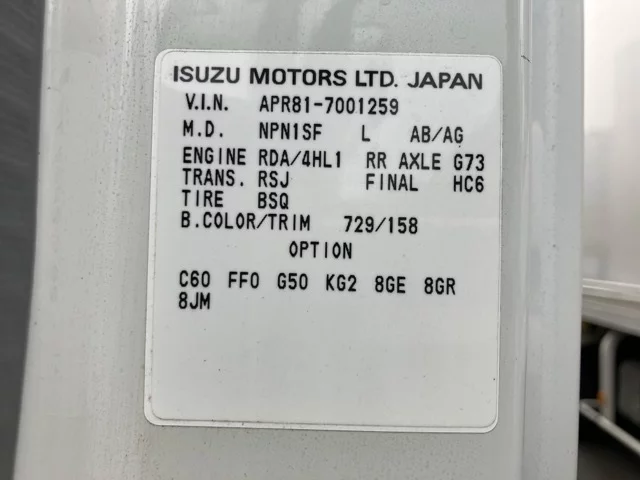 ISUZU MOTORS LTD. JAPAN
V.I.N. APR81-7001259
M.D. NPN1SF L AB/AG
ENGINE RDA/4HL1 RR AXLE G73
TRANS. RSJ FINAL HC6
TIRE BSQ
B.COLOR/TRIM 729/158
OPTION
C60 FF0 G50 KG2 8GE 8GR
8JM